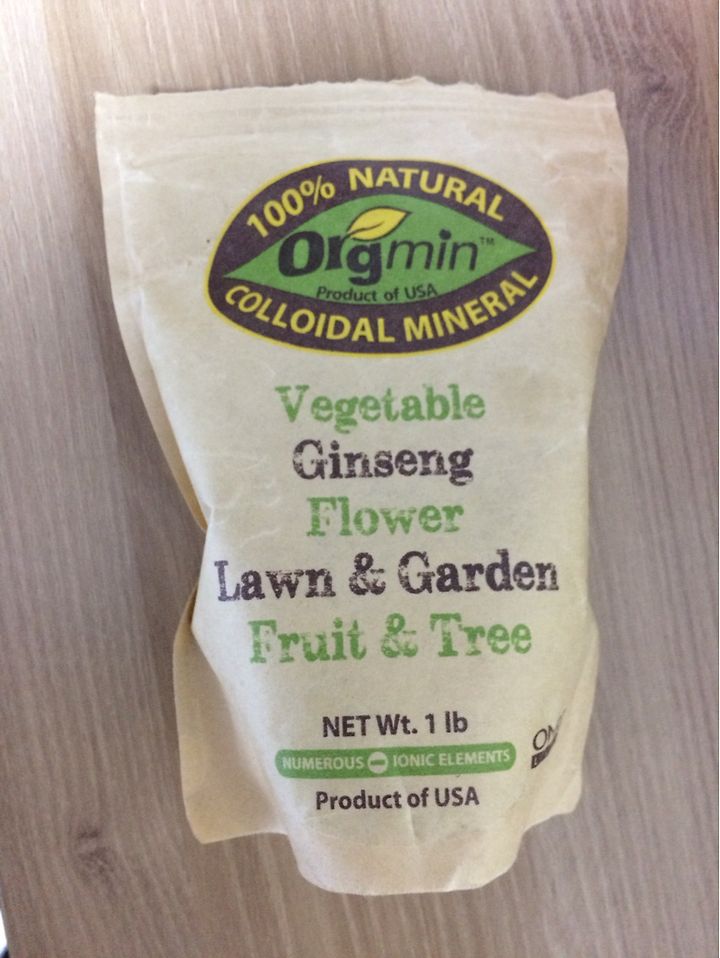 100% NATURAL
Orgmin™
Product of USA
COLLOIDAL MINERAL
Vegetable
Ginseng
Flower
Lawn & Garden
Fruit & Tree
NET Wt. 1 lb
NUMEROUS IONIC ELEMENTS
Product of USA